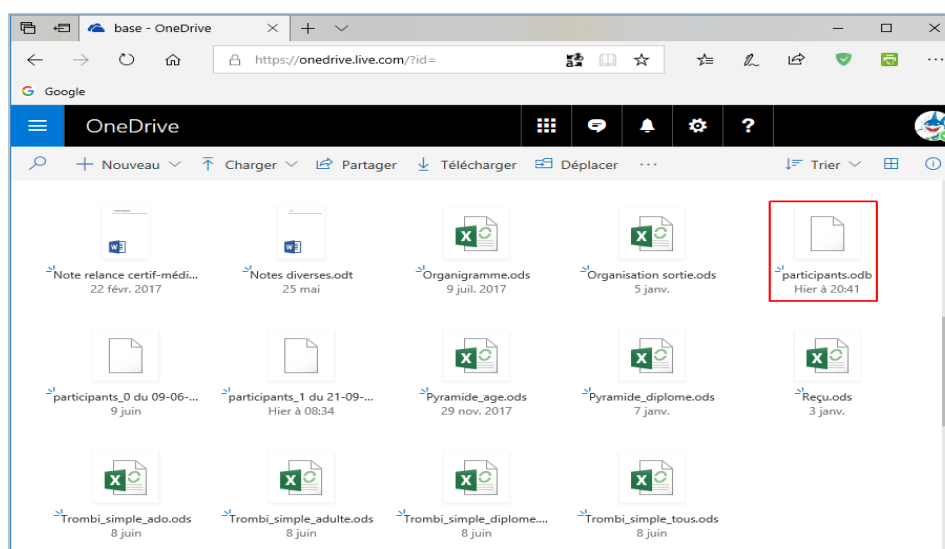 base - OneDrive
https://onedrive.live.com/?id=
G Google
OneDrive
?
Nouveau Charger Partager Télécharger Déplacer ... Trier
Note relance certif-médi... Notes diverses.odt Organigramme.ods Organisation sortie.ods participants.odb
22 févr. 2017 25 mai 9 juil. 2017 5 janv. Hier à 20:41
participants_0 du 09-06-... participants_1 du 21-09-... Pyramide_age.ods Pyramide_diplome.ods Reçu.ods
9 juin Hier à 08:34 29 nov. 2017 7 janv. 3 janv.
Trombi_simple_ado.ods Trombi_simple_adulte.ods Trombi_simple_diplome.... Trombi_simple_tous.ods
8 juin 8 juin 8 juin 8 juin